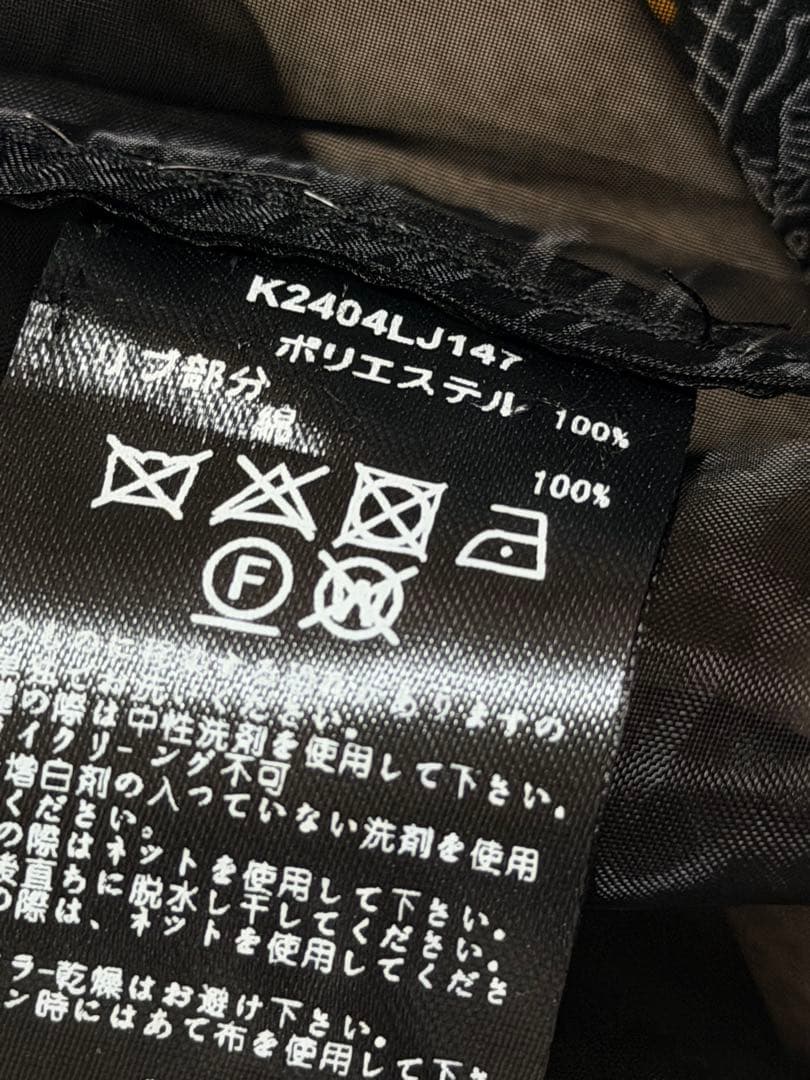 K2404LJ147
ポリエステル 100%
リブ部分
綿 100%
F
W
の際は中性洗剤を使用して下さい。
イクリーニング不可
増白剤の入っていない洗剤を使用
ください。
の際はネットを使用して下さい。
後直ちに脱水し干してください。
の際は、ネットを使用してくださ
ラー乾燥はお避け下さい。
ン時にはあて布を使用して下